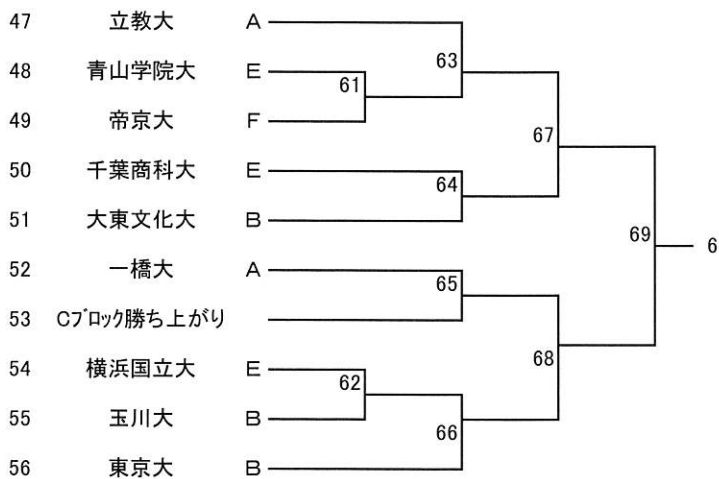 47 立教大 A
63
48 青山学院大 E
61
49 帝京大 F
67
50 千葉商科大 E
64
51 大東文化大 B
69 6
52 一橋大 A
65
53 Cブロック勝ち上がり
68
54 横浜国立大 E
62
55 玉川大 B
66
56 東京大 B